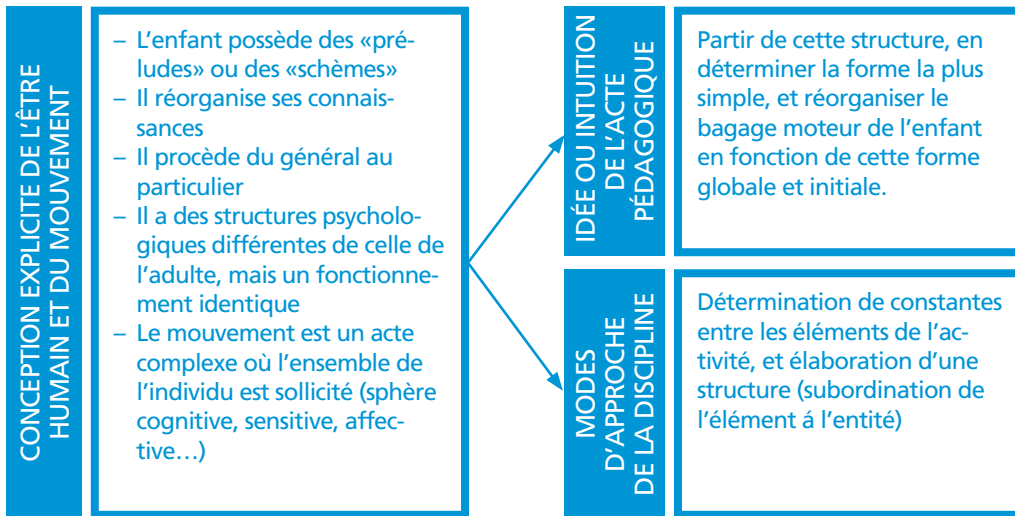 CONCEPTION EXPLICITE DE L'ÊTRE
HUMAIN ET DU MOUVEMENT
– L'enfant possède des «pré-
ludes» ou des «schèmes»
– Il réorganise ses connais-
sances
– Il procède du général au
particulier
– Il a des structures psycholo-
giques différentes de celle de
l'adulte, mais un fonctionne-
ment identique
– Le mouvement est un acte
complexe où l'ensemble de
l'individu est sollicité (sphère
cognitive, sensitive, affec-
tive…)
IDÉE OU INTUITION
DE L'ACTE
PÉDAGOGIQUE
Partir de cette structure, en
déterminer la forme la plus
simple, et réorganiser le
bagage moteur de l'enfant
en fonction de cette forme
globale et initiale.
MODES
D'APPROCHE
DE LA DISCIPLINE
Détermination de constantes
entre les éléments de l'ac-
tivité, et élaboration d'une
structure (subordination de
l'élément á l'entité)